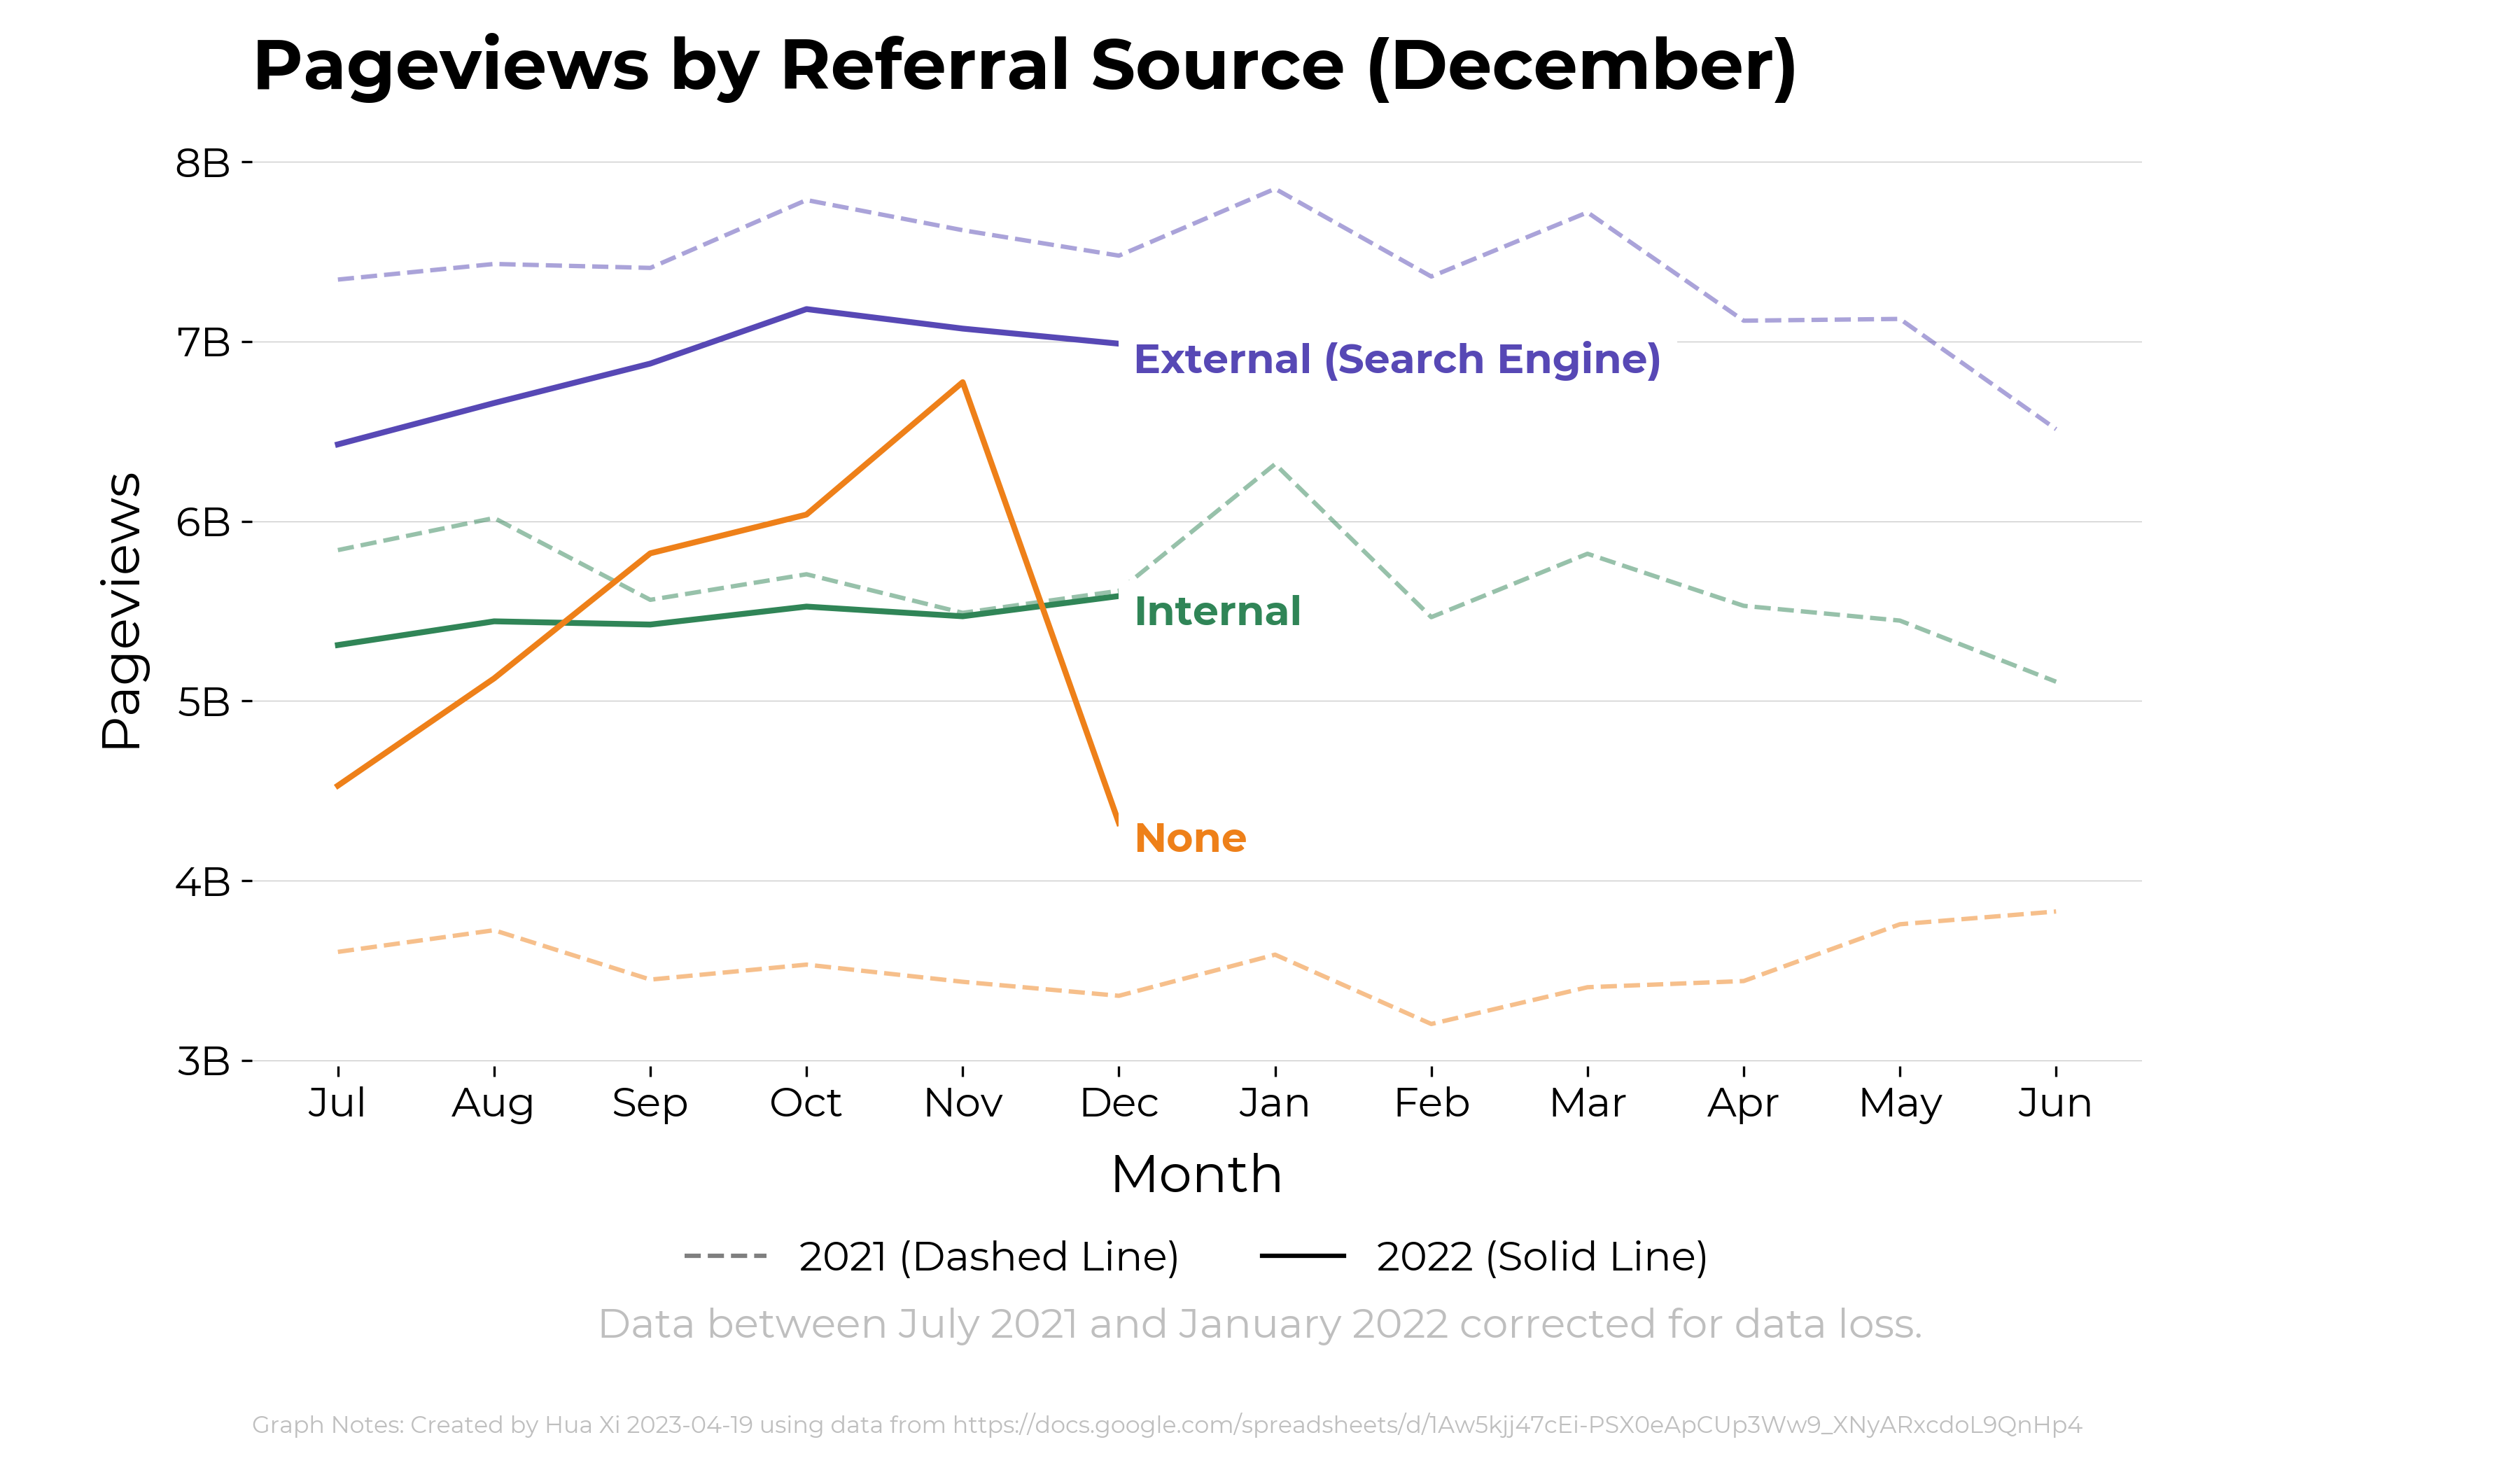 Pageviews by Referral Source (December)
8B
7B
6B
5B
4B
3B
Pageviews
External (Search Engine)
Internal
None
Jul Aug Sep Oct Nov Dec Jan Feb Mar Apr May Jun
Month
2021 (Dashed Line) 2022 (Solid Line)
Data between July 2021 and January 2022 corrected for data loss.
Graph Notes: Created by Hua Xi 2023-04-19 using data from https://docs.google.com/spreadsheets/d/1Aw5kjj47cEi-PSX0eApCUp3Ww9_XNyARxcdoL9QnHp4